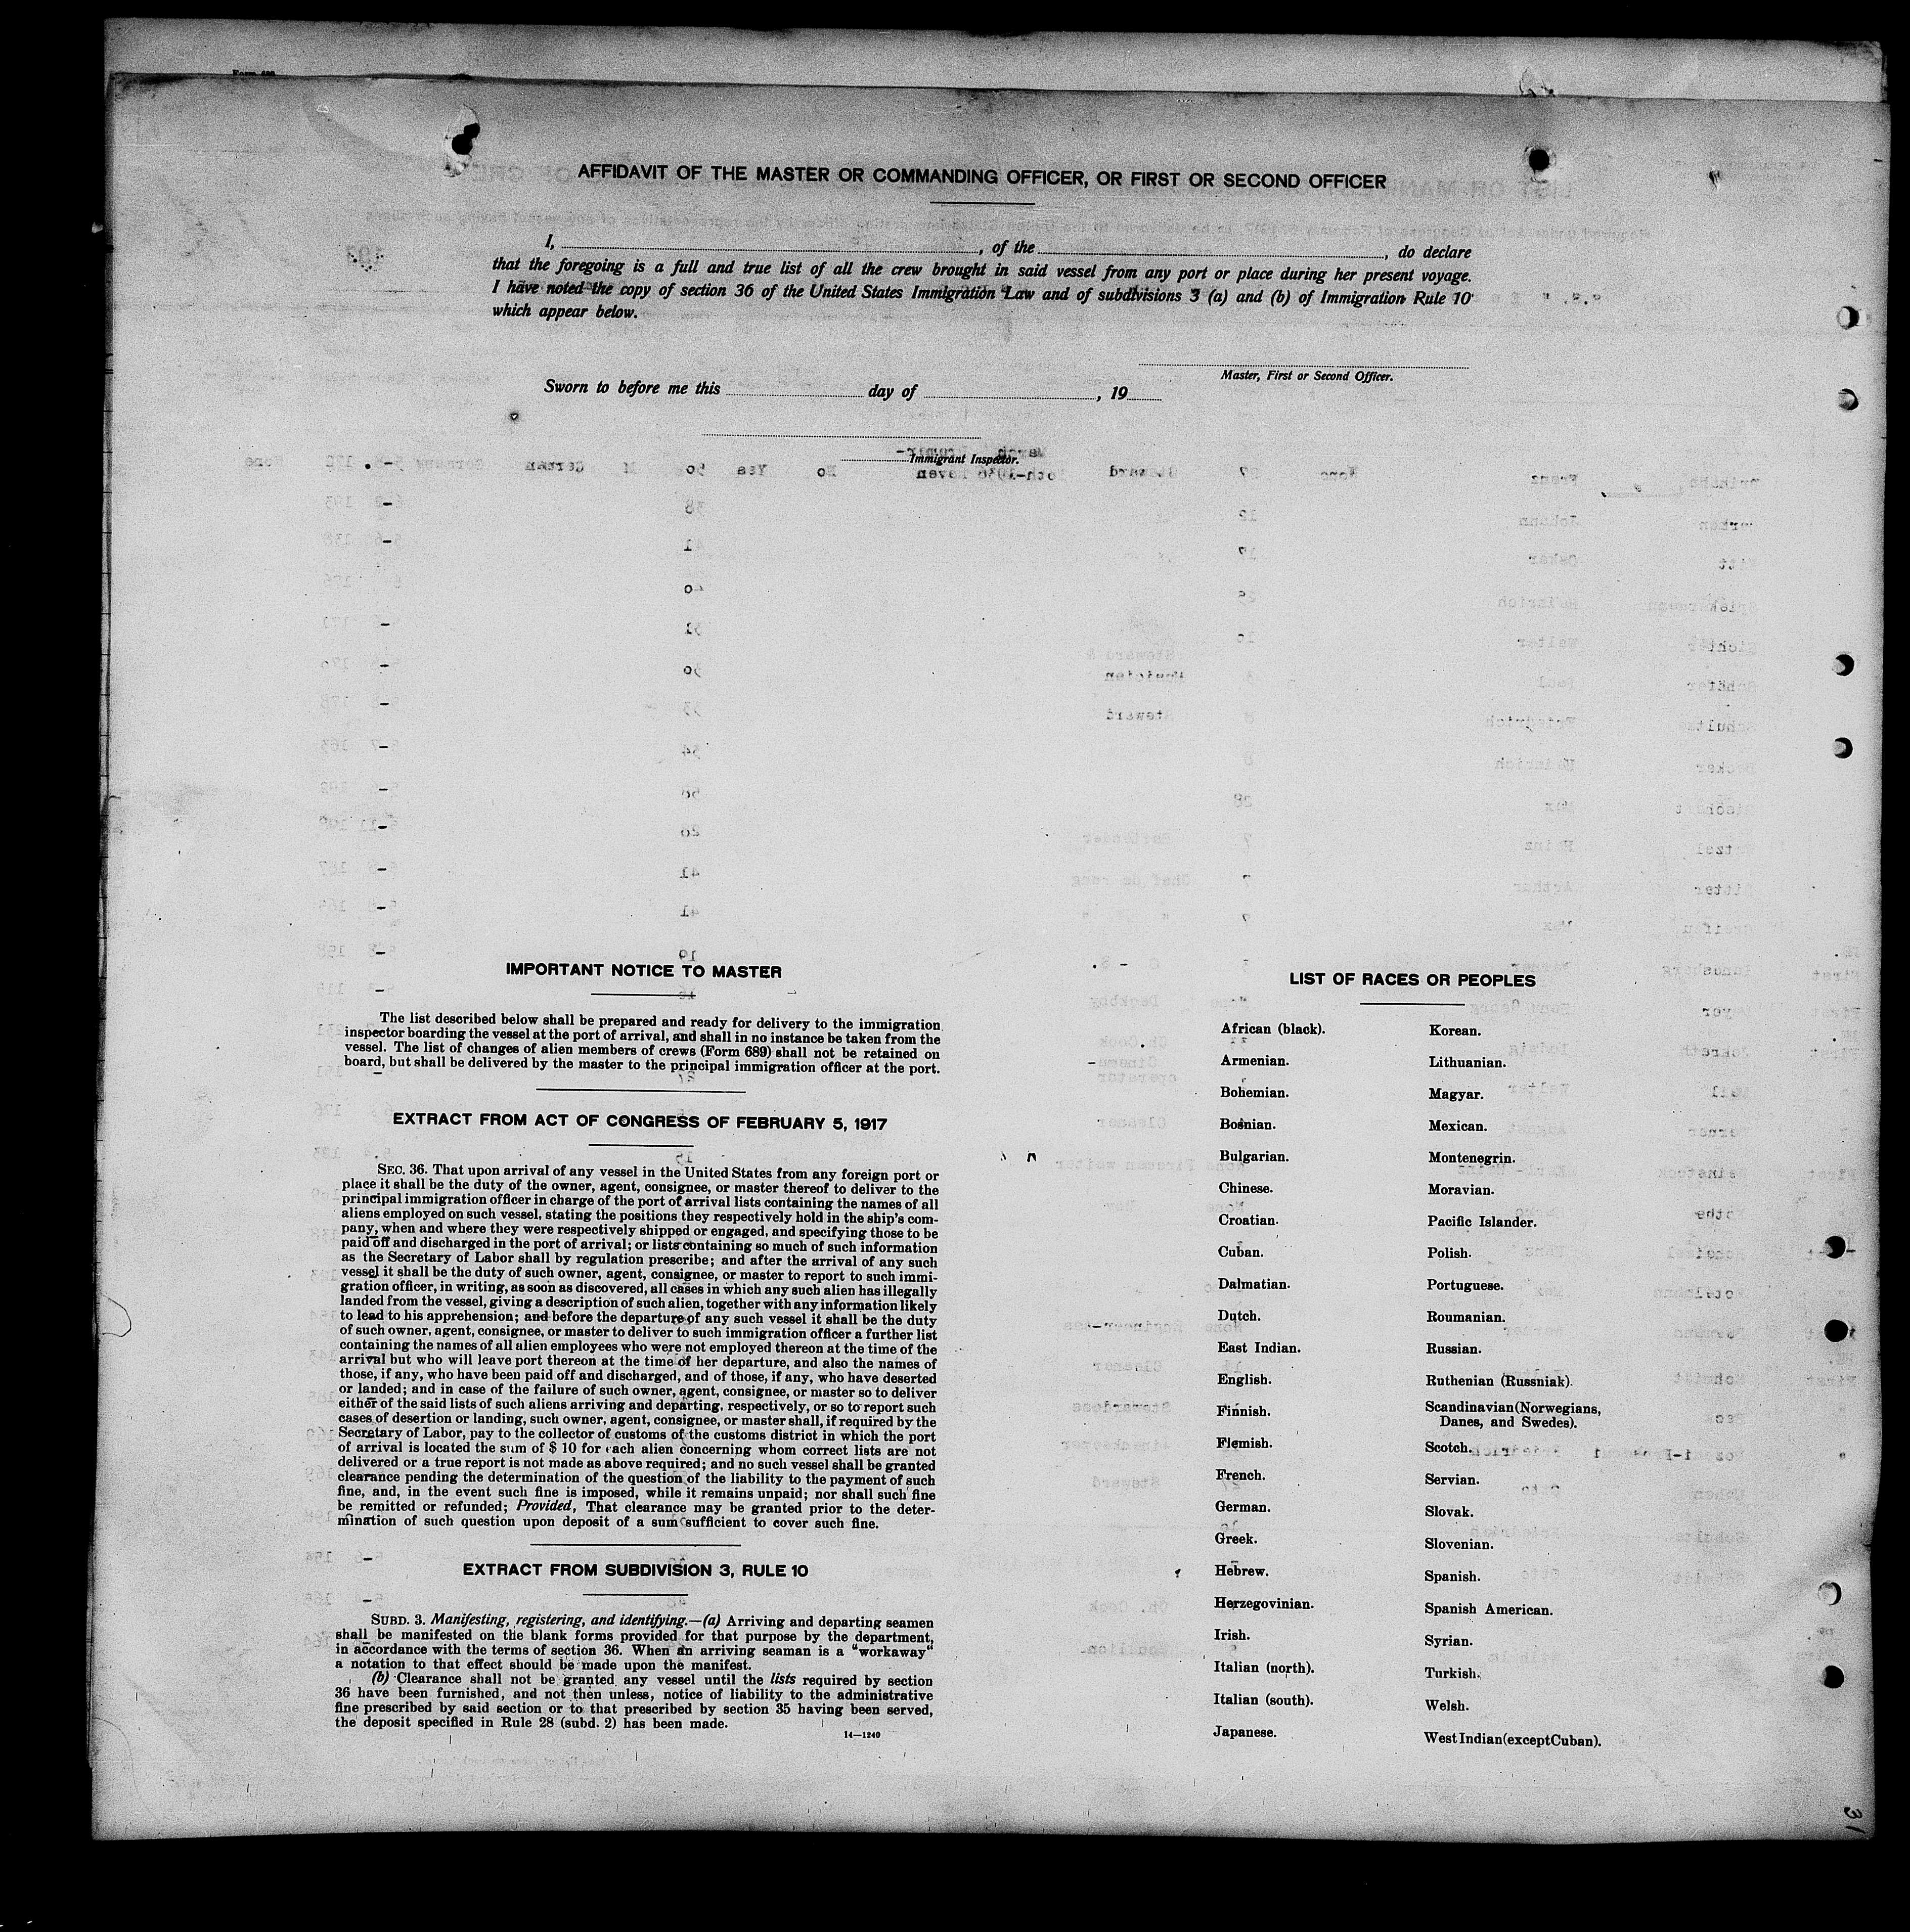 AFFIDAVIT OF THE MASTER OR COMMANDING OFFICER, OR FIRST OR SECOND OFFICER
I, , of the , do declare
that the foregoing is a full and true list of all the crew brought in said vessel from any port or place during her present voyage.
I have noted the copy of section 36 of the United States Immigration Law and of subdivisions 3 (a) and (b) of Immigration Rule 10
which appear below.
Master, First or Second Officer.
Sworn to before me this day of , 19
Immigrant Inspector.
IMPORTANT NOTICE TO MASTER
The list described below shall be prepared and ready for delivery to the immigration
inspector boarding the vessel at the port of arrival, and shall in no instance be taken from the
vessel. The list of changes of alien members of crews (Form 689) shall not be retained on
board, but shall be delivered by the master to the principal immigration officer at the port.
EXTRACT FROM ACT OF CONGRESS OF FEBRUARY 5, 1917
SEC. 36. That upon arrival of any vessel in the United States from any foreign port or
place it shall be the duty of the owner, agent, consignee, or master thereof to deliver to the
principal immigration officer in charge of the port of arrival lists containing the names of all
aliens employed on such vessel, stating the positions they respectively hold in the ship's com-
pany, when and where they were respectively shipped or engaged, and specifying those to be
paid off and discharged in the port of arrival; or lists containing so much of such information
as the Secretary of Labor shall by regulation prescribe; and after the arrival of any such
vessel it shall be the duty of such owner, agent, consignee, or master to report to such immi-
gration officer, in writing, as soon as discovered, all cases in which any such alien has illegally
landed from the vessel, giving a description of such alien, together with any information likely
to lead to his apprehension; and before the departure of any such vessel it shall be the duty
of such owner, agent, consignee, or master to deliver to such immigration officer a further list
containing the names of all alien employees who were not employed thereon at the time of the
arrival but who will leave port thereon at the time of her departure, and also the names of
those, if any, who have been paid off and discharged, and of those, if any, who have deserted
or landed; and in case of the failure of such owner, agent, consignee, or master so to deliver
either of the said lists of such aliens arriving and departing, respectively, or so to report such
cases of desertion or landing, such owner, agent, consignee, or master shall, if required by the
Secretary of Labor, pay to the collector of customs of the customs district in which the port
of arrival is located the sum of $ 10 for each alien concerning whom correct lists are not
delivered or a true report is not made as above required; and no such vessel shall be granted
clearance pending the determination of the question of the liability to the payment of such
fine, and, in the event such fine is imposed, while it remains unpaid; nor shall such fine
be remitted or refunded; Provided, That clearance may be granted prior to the deter-
mination of such question upon deposit of a sum sufficient to cover such fine.
EXTRACT FROM SUBDIVISION 3, RULE 10
SUBD. 3. Manifesting, registering, and identifying.—(a) Arriving and departing seamen
shall be manifested on the blank forms provided for that purpose by the department,
in accordance with the terms of section 36. When an arriving seaman is a "workaway"
a notation to that effect should be made upon the manifest.
(b) Clearance shall not be granted any vessel until the lists required by section
36 have been furnished, and not then unless, notice of liability to the administrative
fine prescribed by said section or to that prescribed by section 35 having been served,
the deposit specified in Rule 28 (subd. 2) has been made.
14—1240
LIST OF RACES OR PEOPLES
African (black).
Armenian.
Bohemian.
Bosnian.
Bulgarian.
Chinese.
Croatian.
Cuban.
Dalmatian.
Dutch.
East Indian.
English.
Finnish.
Flemish.
French.
German.
Greek.
Hebrew.
Herzegovinian.
Irish.
Italian (north).
Italian (south).
Japanese.
Korean.
Lithuanian.
Magyar.
Mexican.
Montenegrin.
Moravian.
Pacific Islander.
Polish.
Portuguese.
Roumanian.
Russian.
Ruthenian (Russniak).
Scandinavian (Norwegians,
Danes, and Swedes).
Scotch.
Servian.
Slovak.
Slovenian.
Spanish.
Spanish American.
Syrian.
Turkish.
Welsh.
West Indian (except Cuban).